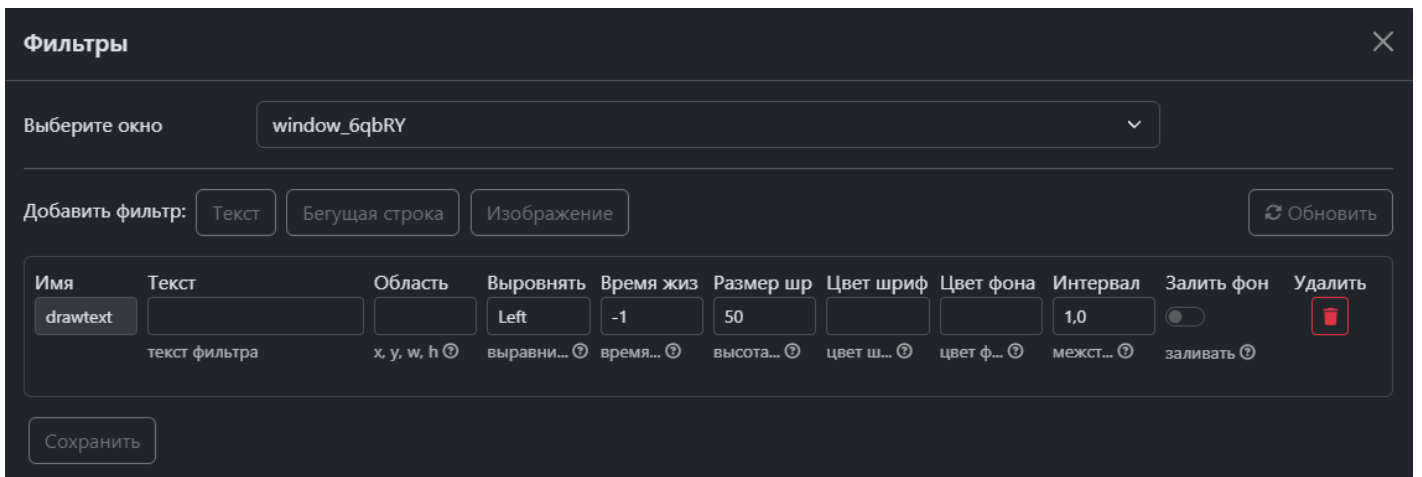 Фильтры
Выберите окно window_6qbRY
Добавить фильтр: Текст Бегущая строка Изображение Обновить
Имя Текст Область Выровнять Время жиз Размер шр Цвет шриф Цвет фона Интервал Залить фон Удалить
drawtext Left -1 50 1,0
текст фильтра x, y, w, h выравни... время... высота... цвет ш... цвет ф... межст... заливать
Сохранить